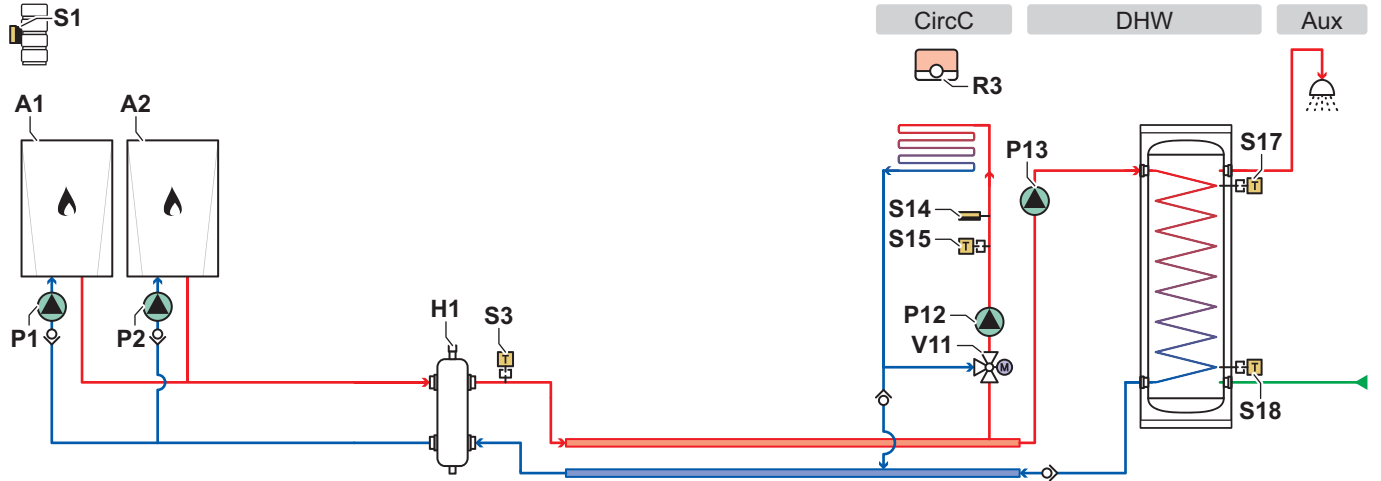 S1
CircC
DHW
Aux
R3
A1
A2
P13
S17
T
S14
S15
T
P1
P2
H1
S3
T
P12
V11
M
T
S18